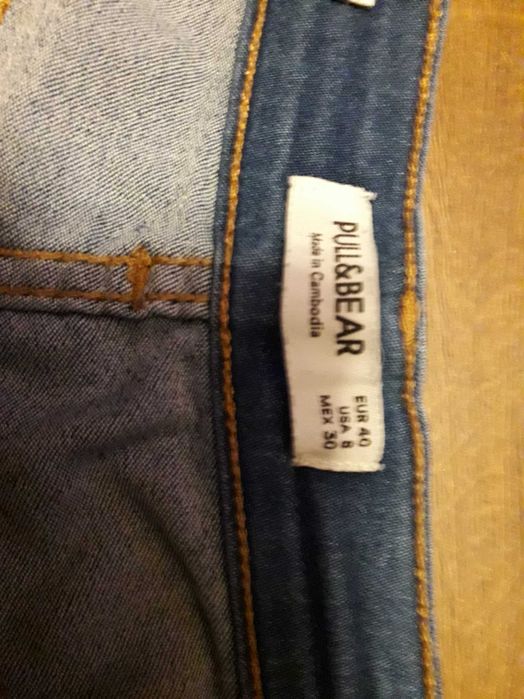 PULL&BEAR
Made in Cambodia
EUR 40
USA 8
MEX 30